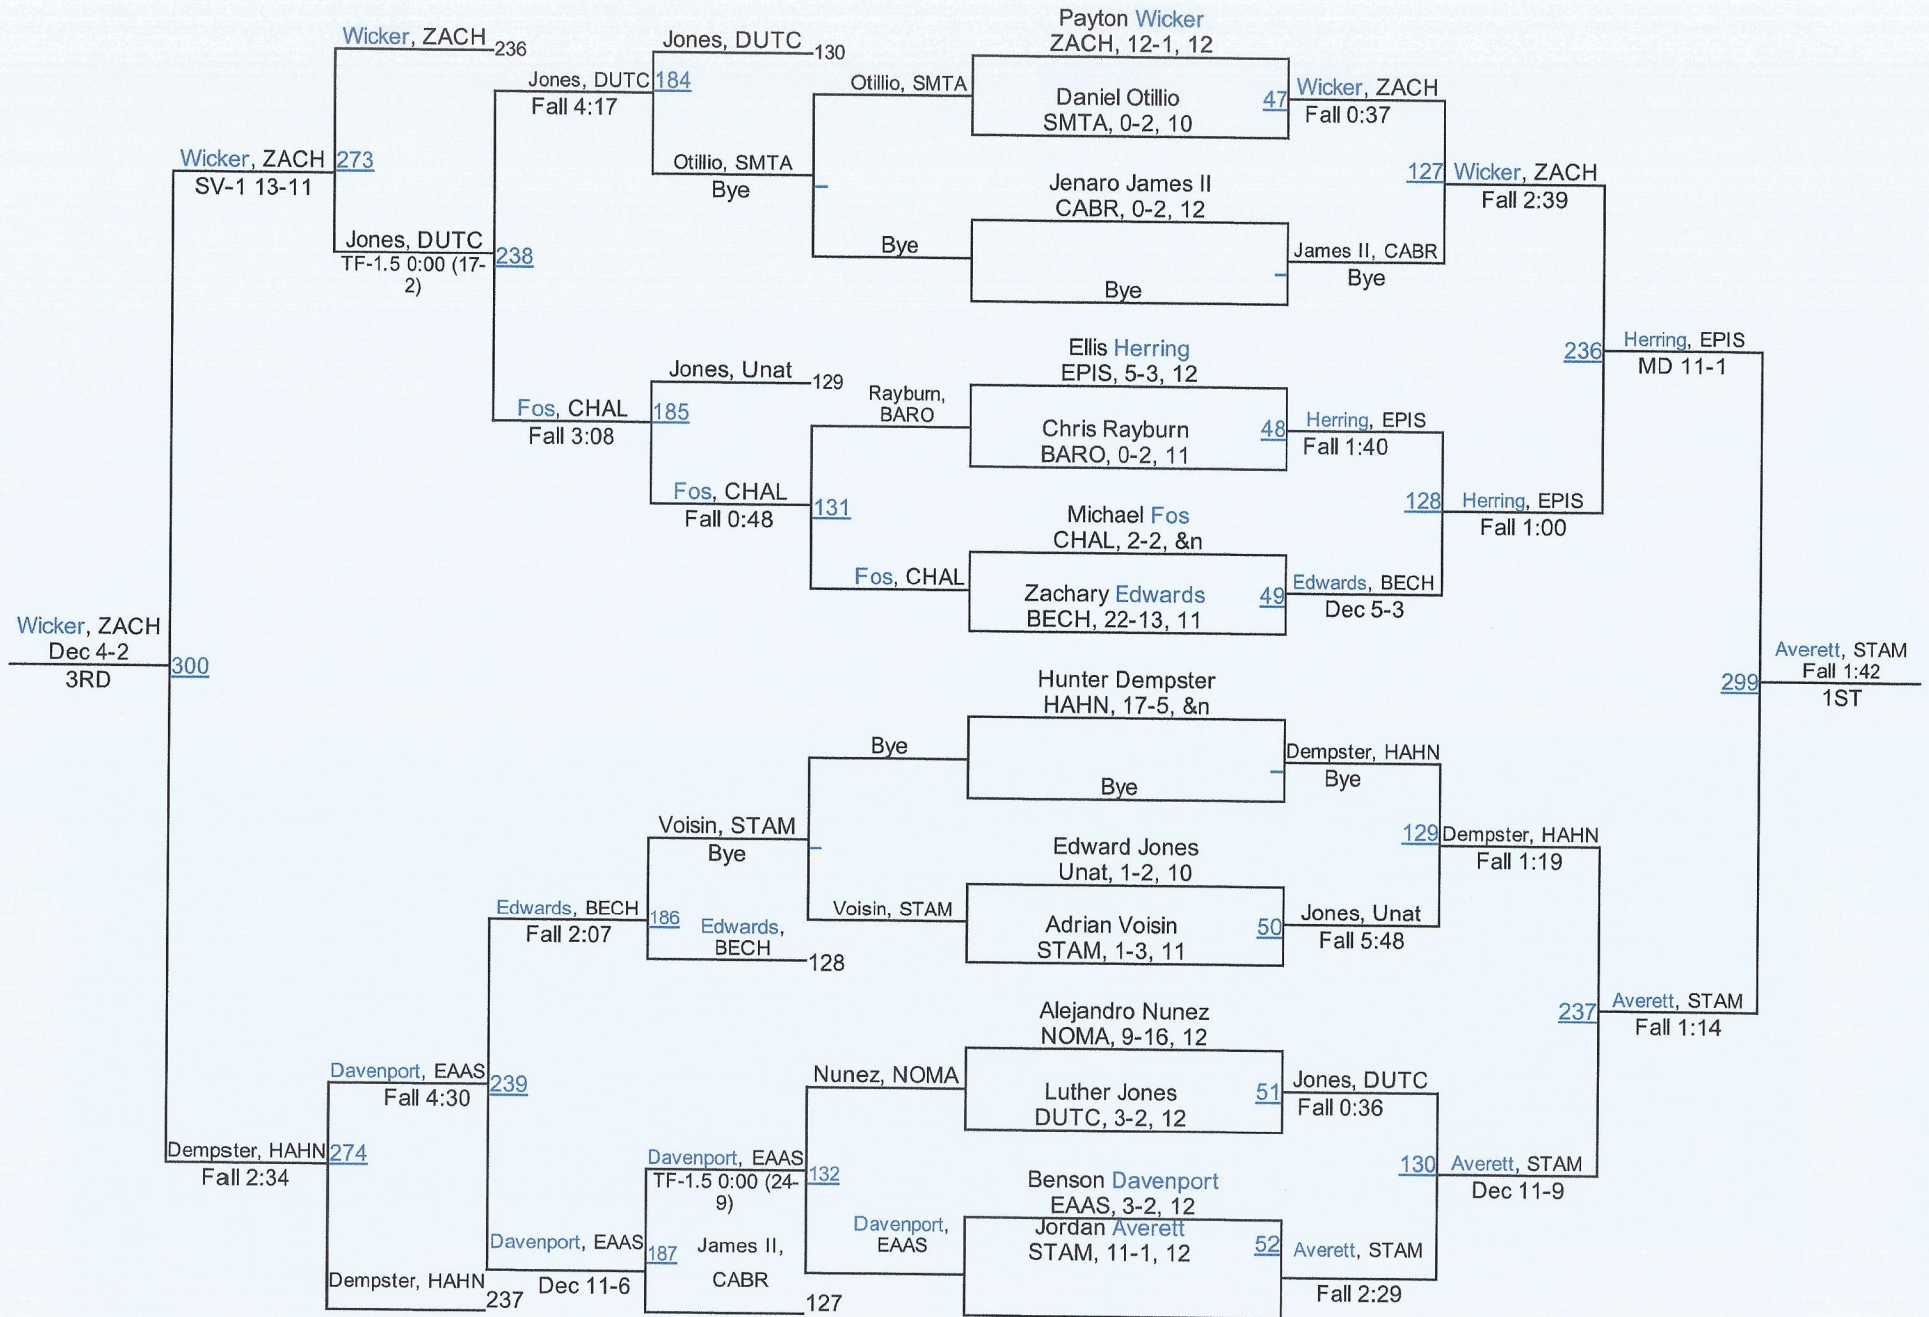 Payton Wicker
ZACH, 12-1, 12
Daniel Otillio
SMTA, 0-2, 10
47
Jenaro James II
CABR, 0-2, 12
Bye
Ellis Herring
EPIS, 5-3, 12
Chris Rayburn
BARO, 0-2, 11
48
Michael Fos
CHAL, 2-2, &n
Zachary Edwards
BECH, 22-13, 11
49
Hunter Dempster
HAHN, 17-5, &n
Bye
Edward Jones
Unat, 1-2, 10
Adrian Voisin
STAM, 1-3, 11
50
Alejandro Nunez
NOMA, 9-16, 12
Luther Jones
DUTC, 3-2, 12
51
Benson Davenport
EAAS, 3-2, 12
Jordan Averett
STAM, 11-1, 12
52
Wicker, ZACH
Fall 0:37
James II, CABR
Bye
Herring, EPIS
Fall 1:40
Edwards, BECH
Dec 5-3
Dempster, HAHN
Bye
Jones, Unat
Fall 5:48
Jones, DUTC
Fall 0:36
Averett, STAM
Fall 2:29
127
Wicker, ZACH
Fall 2:39
128
Herring, EPIS
Fall 1:00
129
Dempster, HAHN
Fall 1:19
130
Averett, STAM
Dec 11-9
236
Herring, EPIS
MD 11-1
237
Averett, STAM
Fall 1:14
299
Averett, STAM
Fall 1:42
1ST
Otillio, SMTA
Bye
Rayburn,
BARO
Fos, CHAL
Bye
Voisin, STAM
Nunez, NOMA
Davenport,
EAAS
Jones, DUTC
130
Otillio, SMTA
Bye
Jones, Unat
129
Fos, CHAL
Fall 0:48
131
Voisin, STAM
Bye
Edwards,
BECH
128
Davenport, EAAS
TF-1.5 0:00 (24-
9)
132
James II,
CABR
127
Jones, DUTC
Fall 4:17
184
Fos, CHAL
Fall 3:08
185
Edwards, BECH
Fall 2:07
186
Davenport, EAAS
Dec 11-6
187
Wicker, ZACH
236
Jones, DUTC
TF-1.5 0:00 (17-
2)
238
Davenport, EAAS
Fall 4:30
239
Dempster, HAHN
237
Wicker, ZACH
SV-1 13-11
273
Dempster, HAHN
Fall 2:34
274
Wicker, ZACH
Dec 4-2
3RD
300